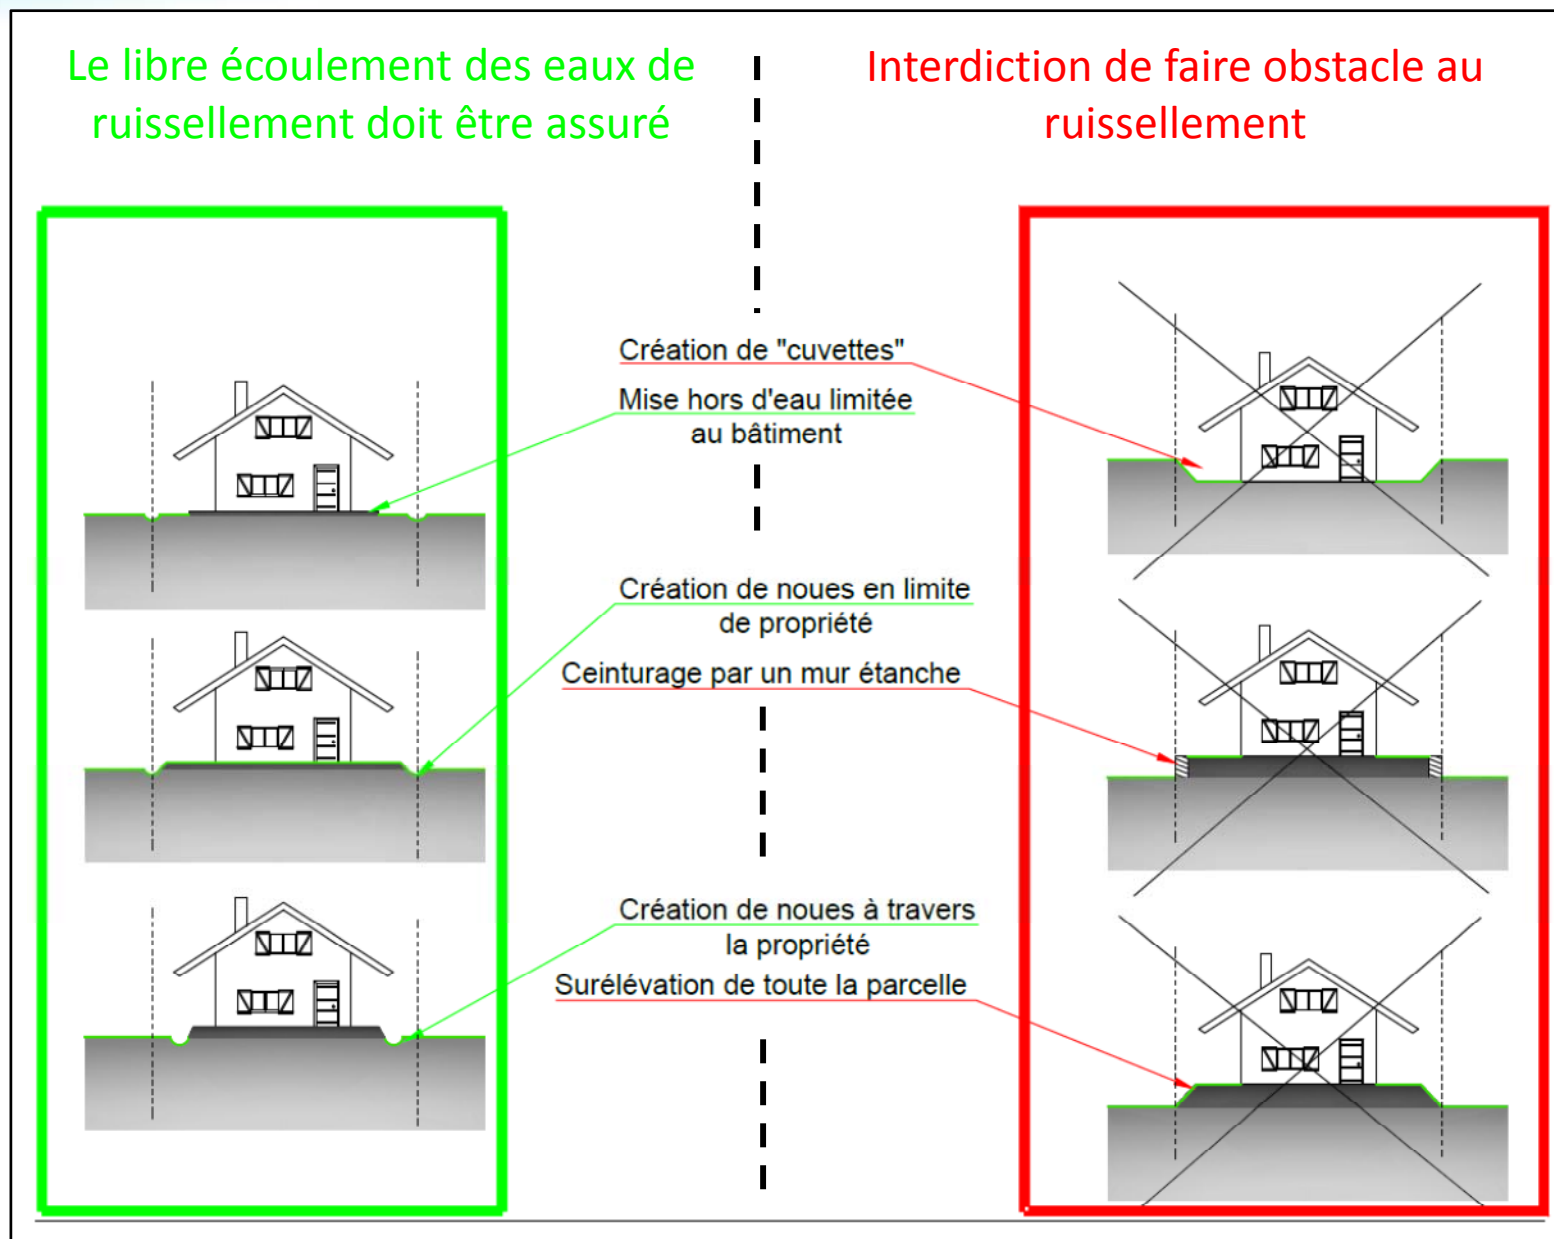 Le libre écoulement des eaux de
ruissellement doit être assuré
Interdiction de faire obstacle au
ruissellement
Création de "cuvettes"
Mise hors d'eau limitée
au bâtiment
Création de noues en limite
de propriété
Ceinturage par un mur étanche
Création de noues à travers
la propriété
Surélévation de toute la parcelle